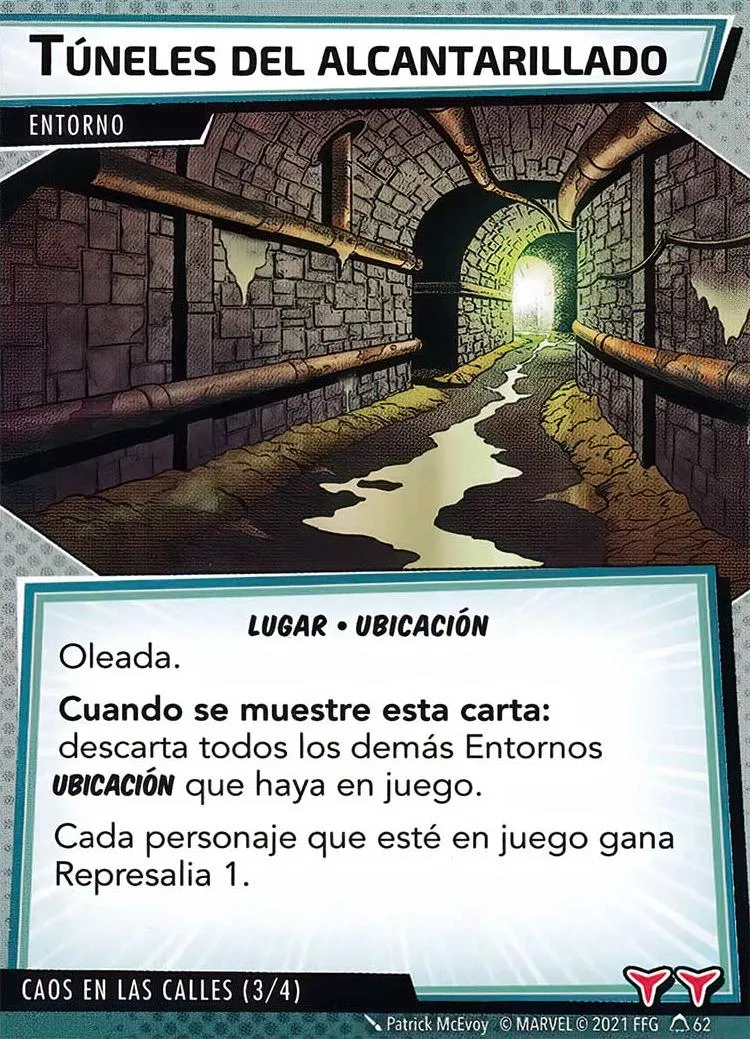 TÚNELES DEL ALCANTARILLADO
ENTORNO
LUGAR • UBICACIÓN
Oleada.
Cuando se muestre esta carta:
descarta todos los demás Entornos
UBICACIÓN que haya en juego.
Cada personaje que esté en juego gana
Represalia 1.
CAOS EN LAS CALLES (3/4)
Patrick McEvoy © MARVEL © 2021 FFG 62